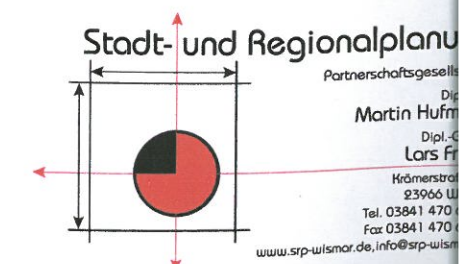 Stadt- und Regionalplanu
Partnerschaftsgesells
Dip
Martin Hufm
Dipl.-G
Lars Fr
Krämerstraß
23966 W
Tel. 03841 470
Fax 03841 470
www.srp-wismar.de,info@srp-wism